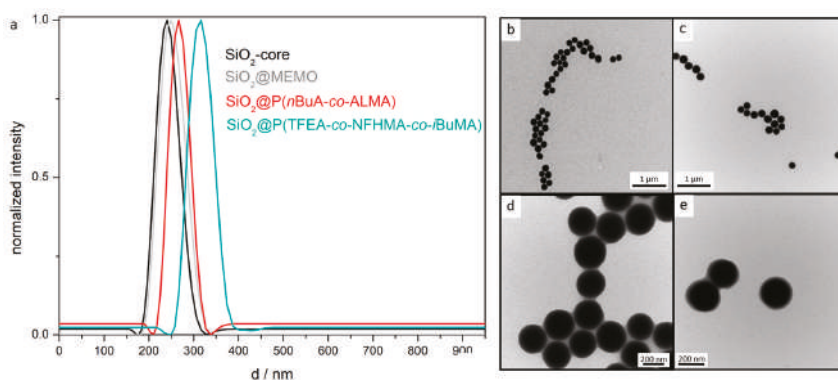 a
1.0
0.5
0.0
normalized intensity
SiO₂-core
SiO₂@MEMO
SiO₂@P(nBuA-co-ALMA)
SiO₂@P(TFEA-co-NFHMA-co-iBuMA)
0 100 200 300 400 500 600 700 800 900
d / nm
b
1 µm
c
1 µm
d
200 nm
e
200 nm